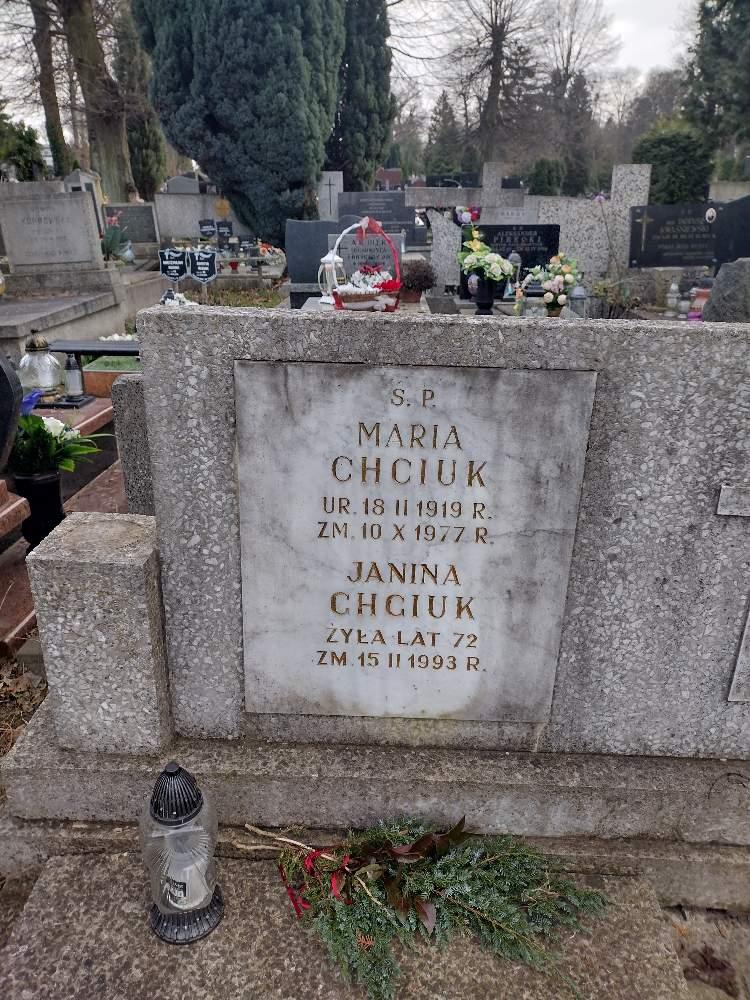 S. P.
MARIA
CHCIUK
UR. 18 II 1919 R.
ZM. 10 X 1977 R.
JANINA
CHCIUK
ŻYŁA LAT 72
ZM. 15 II 1993 R.